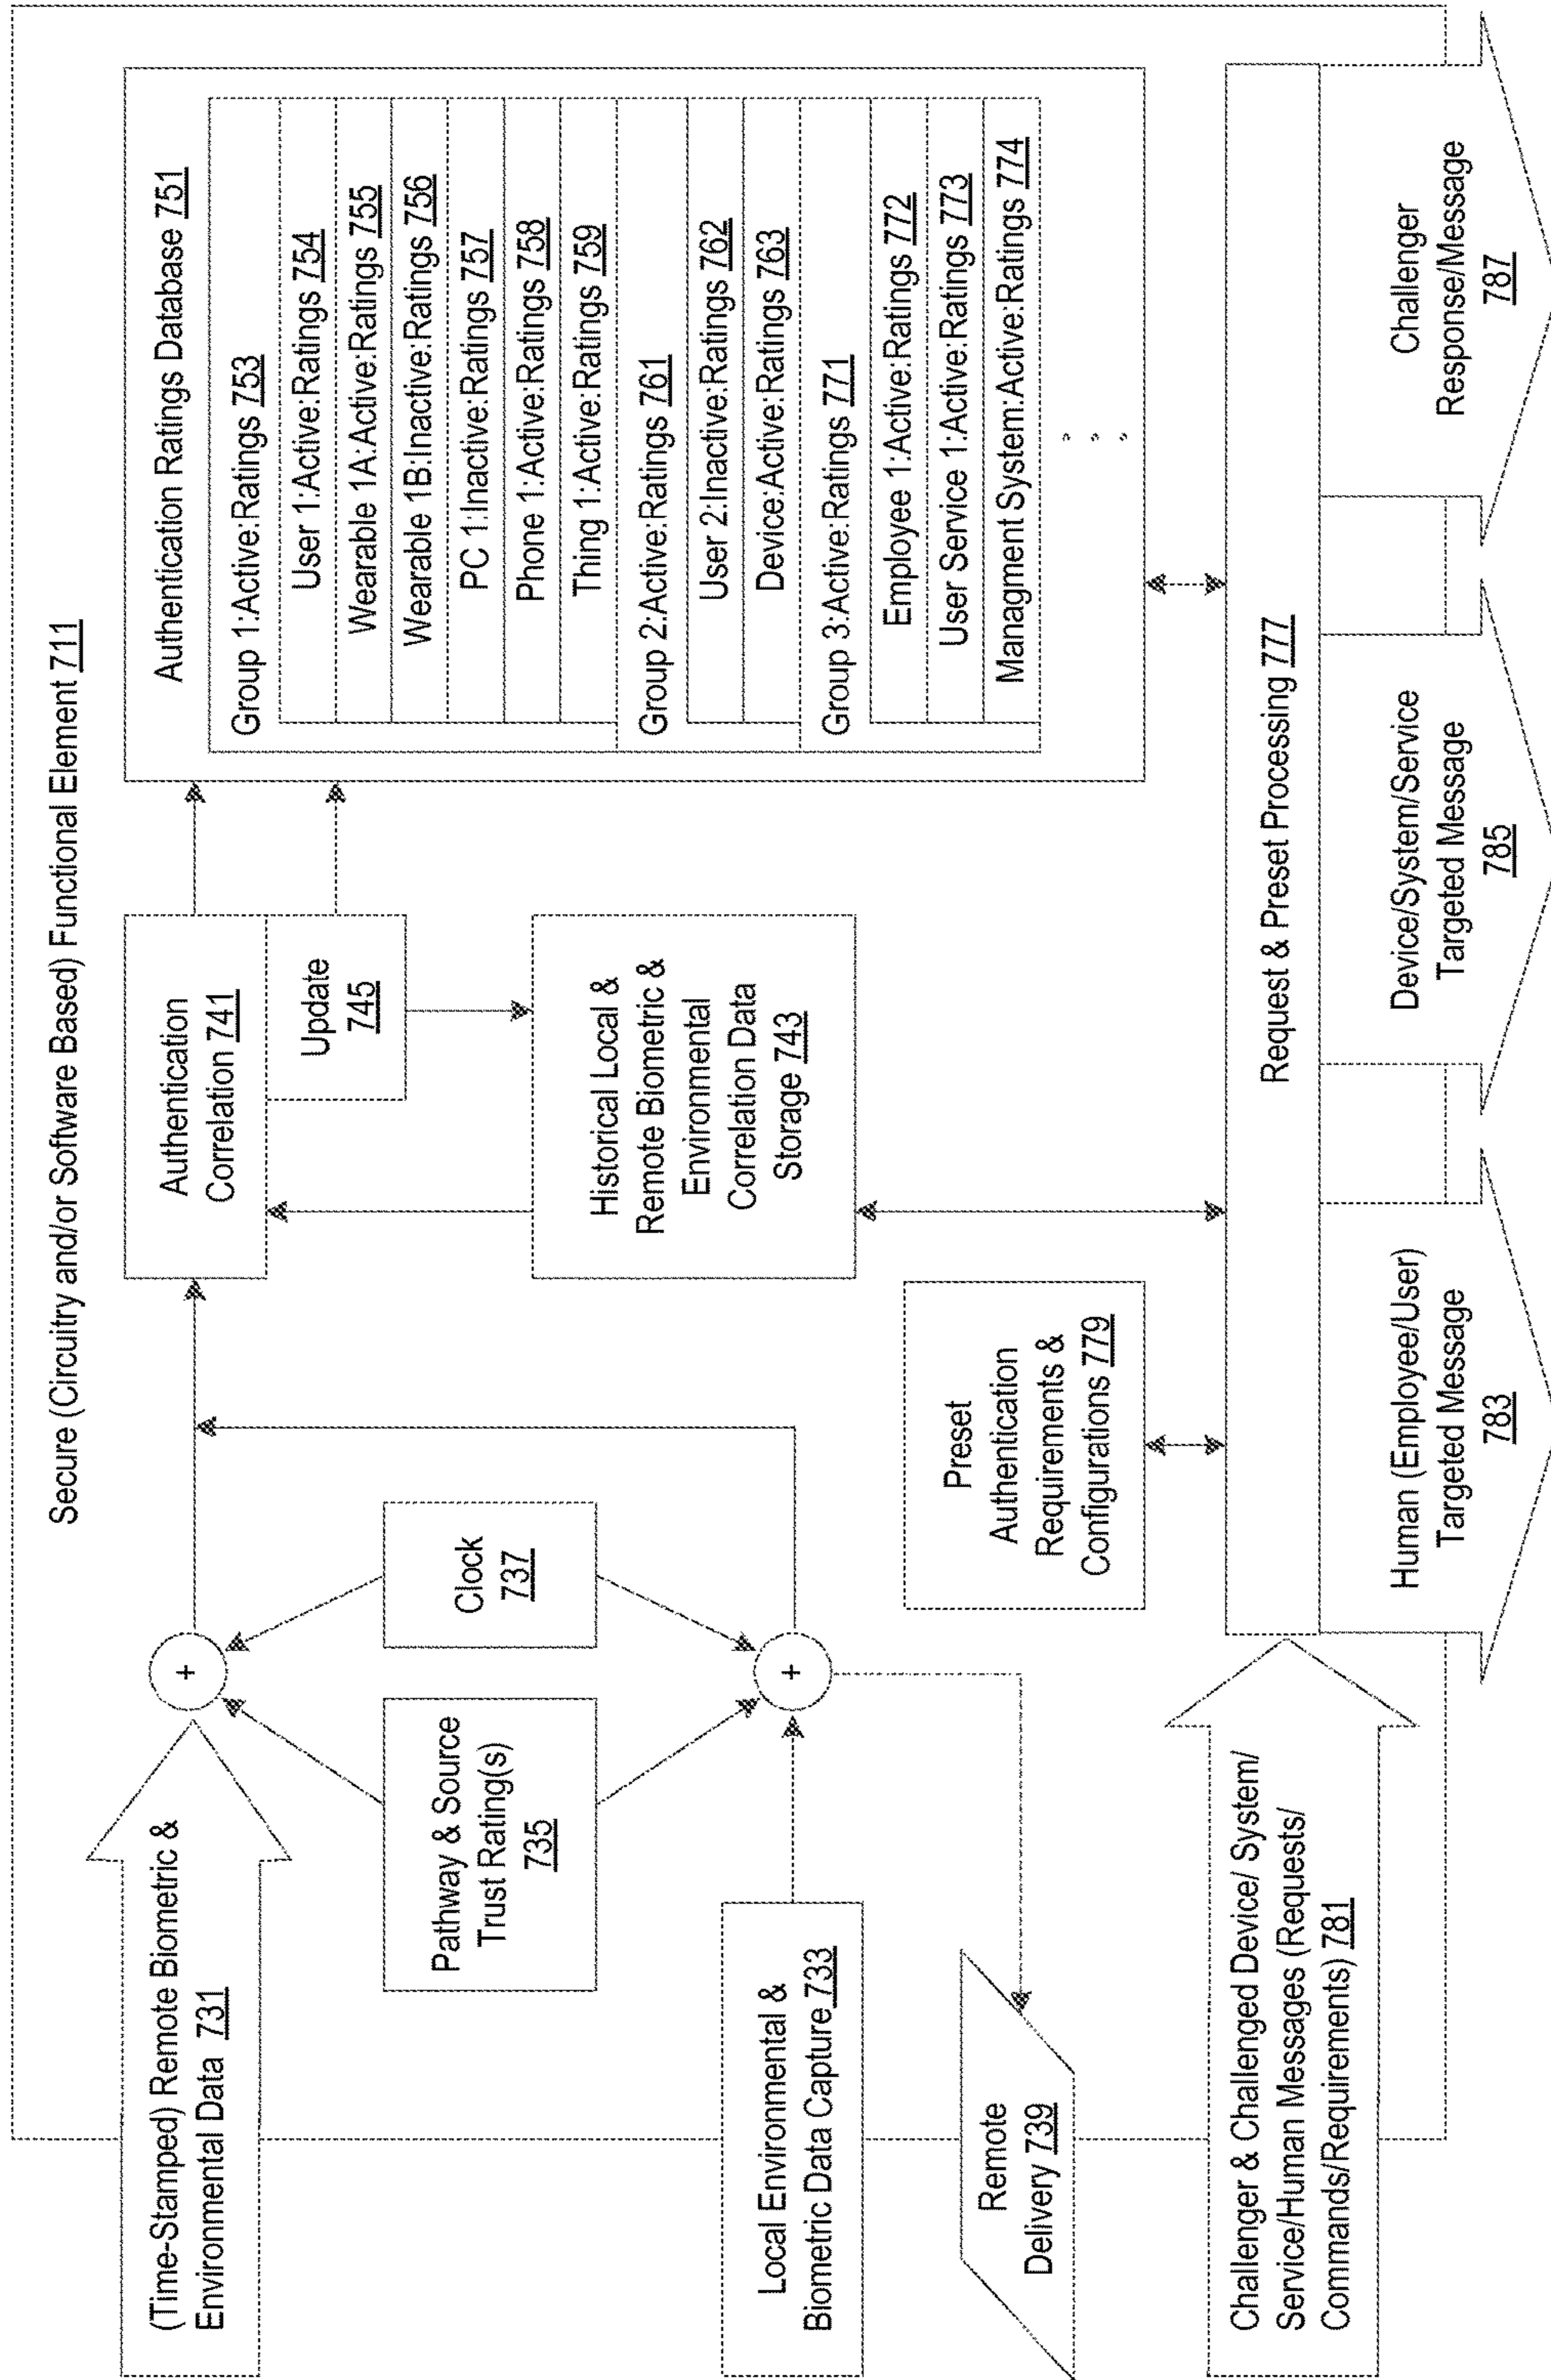 Secure (Circuitry and/or Software Based) Functional Element 711
(Time-Stamped) Remote Biometric &
Environmental Data 731
+
Pathway & Source
Trust Rating(s)
735
Clock
737
Local Environmental &
Biometric Data Capture 733
+
Remote
Delivery 739
Authentication
Correlation 741
Update
745
Historical Local &
Remote Biometric &
Environmental
Correlation Data
Storage 743
Preset
Authentication
Requirements &
Configurations 779
Authentication Ratings Database 751
Group 1:Active:Ratings 753
User 1:Active:Ratings 754
Wearable 1A:Active:Ratings 755
Wearable 1B:Inactive:Ratings 756
PC 1:Inactive:Ratings 757
Phone 1:Active:Ratings 758
Thing 1:Active:Ratings 759
Group 2:Active:Ratings 761
User 2:Inactive:Ratings 762
Device:Active:Ratings 763
Group 3:Active:Ratings 771
Employee 1:Active:Ratings 772
User Service 1:Active:Ratings 773
Managment System:Active:Ratings 774
Challenger & Challenged Device/ System/
Service/Human Messages (Requests/
Commands/Requirements) 781
Request & Preset Processing 777
Human (Employee/User)
Targeted Message
783
Device/System/Service
Targeted Message
785
Challenger
Response/Message
787